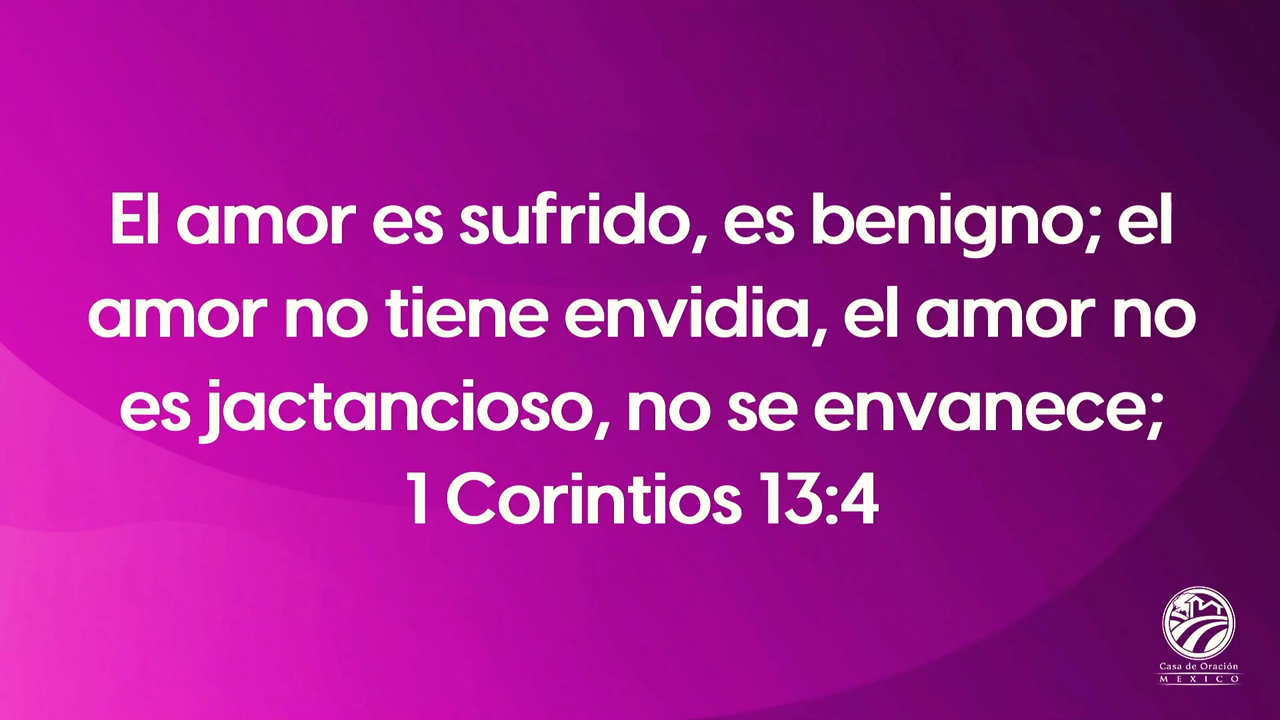 El amor es sufrido, es benigno; el
amor no tiene envidia, el amor no
es jactancioso, no se envanece;
1 Corintios 13:4
Casa de Oración
MEXICO